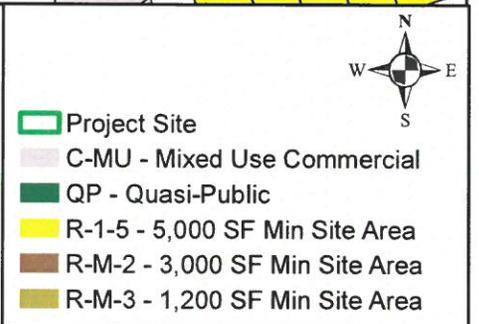 N
W E
S
Project Site
C-MU - Mixed Use Commercial
QP - Quasi-Public
R-1-5 - 5,000 SF Min Site Area
R-M-2 - 3,000 SF Min Site Area
R-M-3 - 1,200 SF Min Site Area